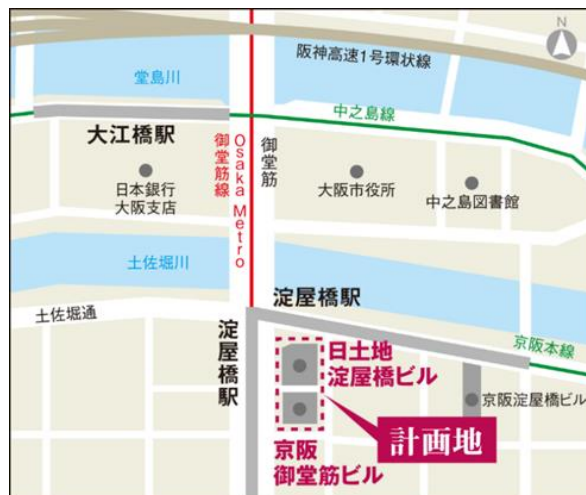 N
阪神高速1号環状線
堂島川
中之島線
大江橋駅
日本銀行
大阪支店
御堂筋線
Osaka Metro
御堂筋
大阪市役所
中之島図書館
土佐堀川
淀屋橋駅
土佐堀通
淀屋橋駅
京阪本線
日土地
淀屋橋ビル
京阪淀屋橋ビル
計画地
京阪
御堂筋ビル